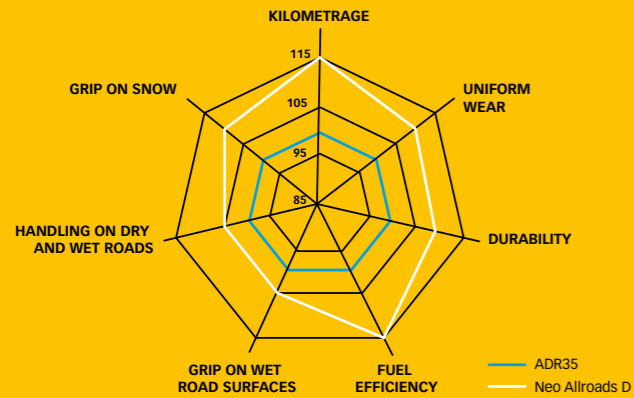 KILOMETRAGE
115
GRIP ON SNOW
UNIFORM
WEAR
105
95
85
HANDLING ON DRY
AND WET ROADS
DURABILITY
GRIP ON WET
ROAD SURFACES
FUEL
EFFICIENCY
ADR35
Neo Allroads D